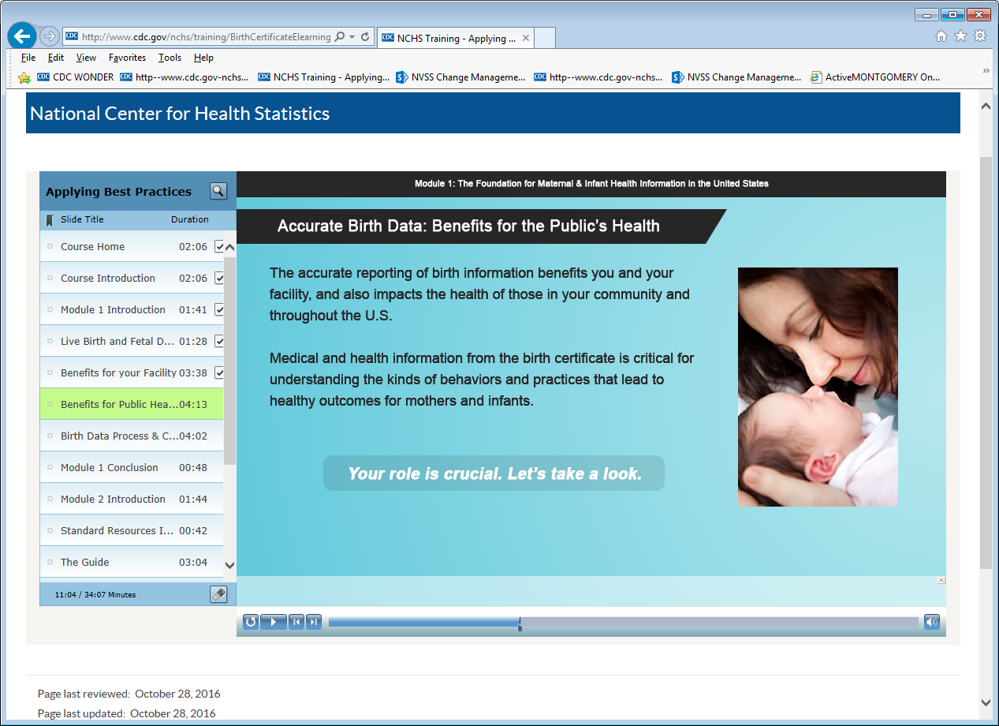 CDC http://www.cdc.gov/nchs/training/BirthCertificateElearning
CDC NCHS Training - Applying ...
File Edit View Favorites Tools Help
CDC CDC WONDER CDC http--www.cdc.gov-nchs... CDC NCHS Training - Applying... NVSS Change Manageme... CDC http--www.cdc.gov-nchs... NVSS Change Manageme... ActiveMONTGOMERY On...
National Center for Health Statistics
Applying Best Practices
Slide Title Duration
Course Home 02:06
Course Introduction 02:06
Module 1 Introduction 01:41
Live Birth and Fetal D... 01:28
Benefits for your Facility 03:38
Benefits for Public Hea... 04:13
Birth Data Process & C... 04:02
Module 1 Conclusion 00:48
Module 2 Introduction 01:44
Standard Resources I... 00:42
The Guide 03:04
11:04 / 34:07 Minutes
Module 1: The Foundation for Maternal & Infant Health Information in the United States
Accurate Birth Data: Benefits for the Public's Health
The accurate reporting of birth information benefits you and your
facility, and also impacts the health of those in your community and
throughout the U.S.
Medical and health information from the birth certificate is critical for
understanding the kinds of behaviors and practices that lead to
healthy outcomes for mothers and infants.
Your role is crucial. Let's take a look.
Page last reviewed: October 28, 2016
Page last updated: October 28, 2016